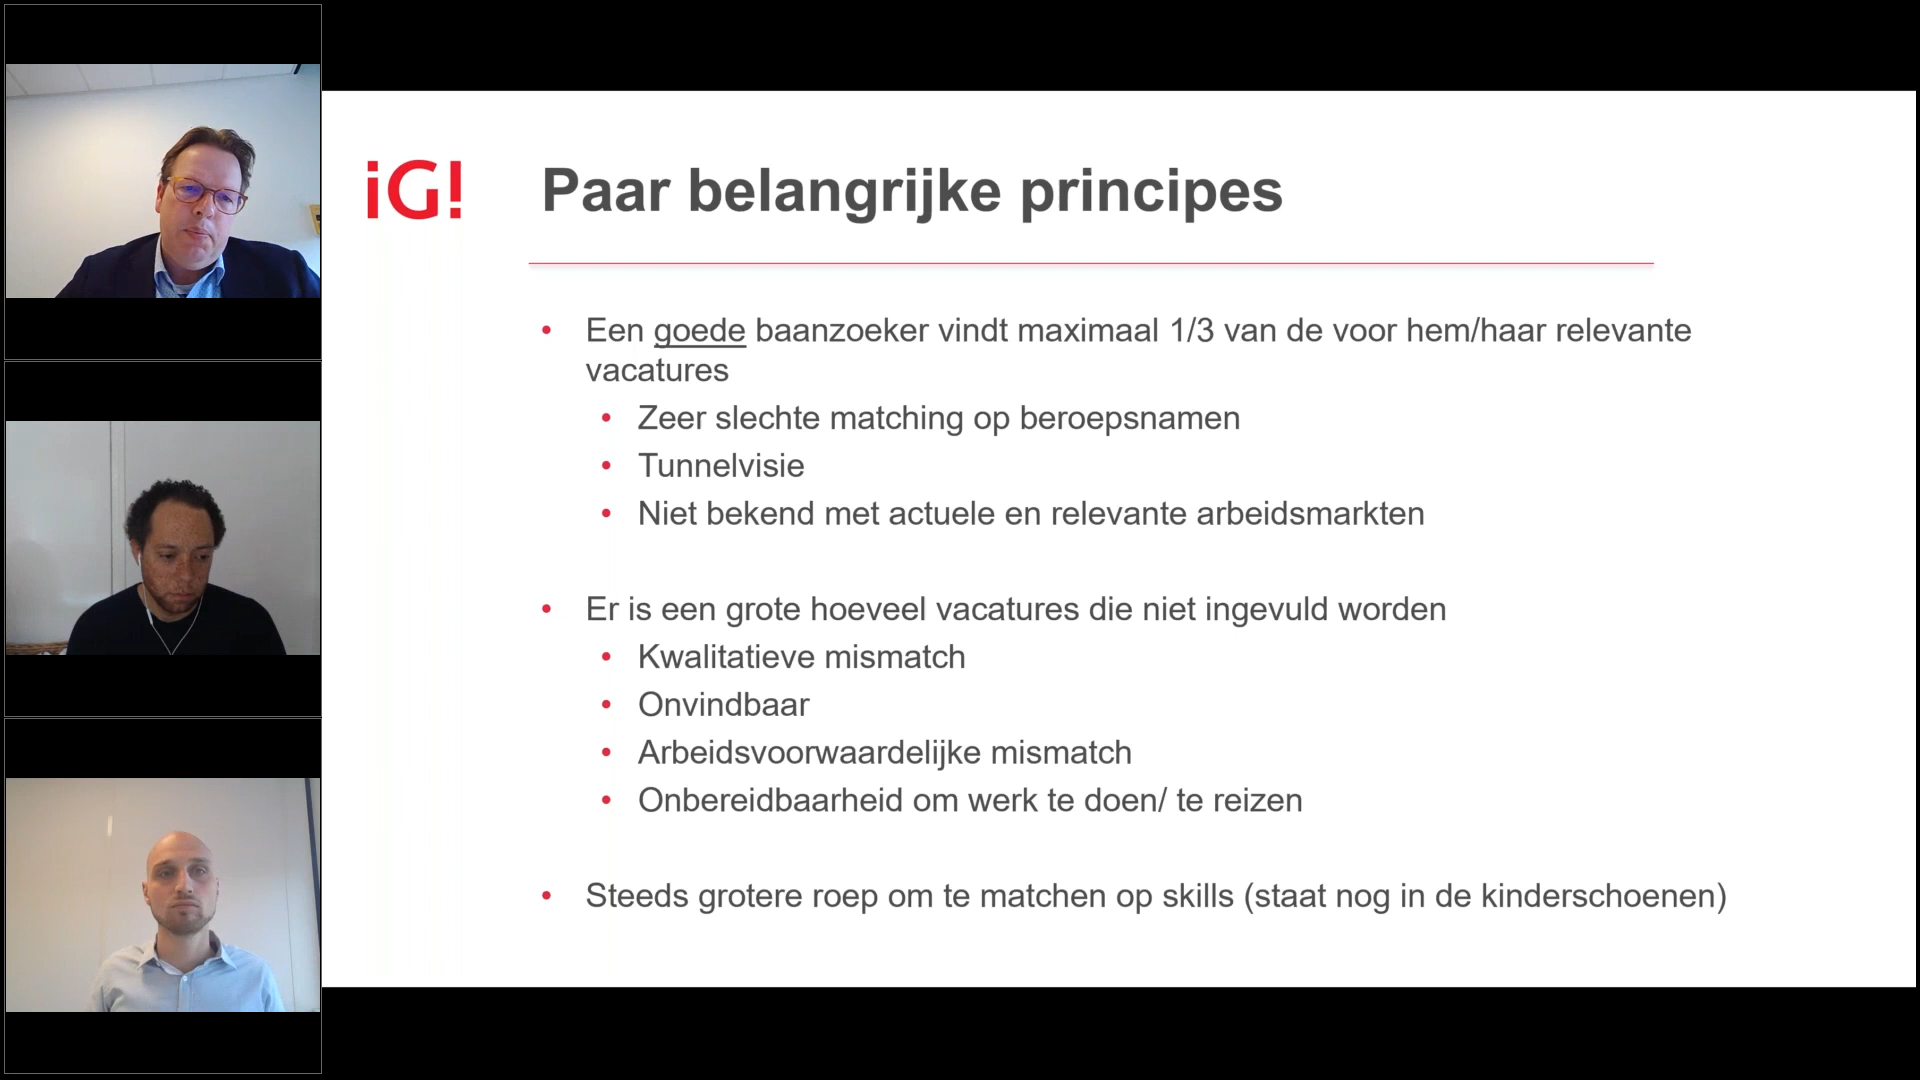 iG!
Paar belangrijke principes
• Een goede baanzoeker vindt maximaal 1/3 van de voor hem/haar relevante
vacatures
• Zeer slechte matching op beroepsnamen
• Tunnelvisie
• Niet bekend met actuele en relevante arbeidsmarkten
• Er is een grote hoeveel vacatures die niet ingevuld worden
• Kwalitatieve mismatch
• Onvindbaar
• Arbeidsvoorwaardelijke mismatch
• Onbereidbaarheid om werk te doen/ te reizen
• Steeds grotere roep om te matchen op skills (staat nog in de kinderschoenen)